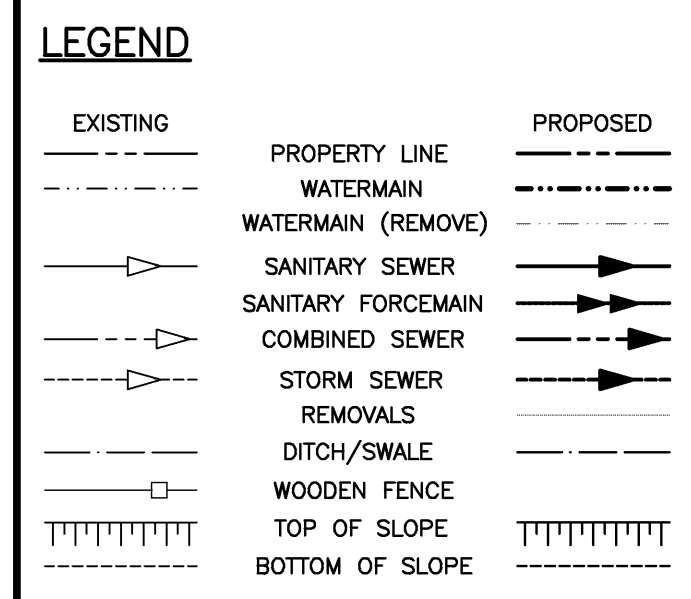 LEGEND
EXISTING PROPOSED
PROPERTY LINE
WATERMAIN
WATERMAIN (REMOVE)
SANITARY SEWER
SANITARY FORCEMAIN
COMBINED SEWER
STORM SEWER
REMOVALS
DITCH/SWALE
WOODEN FENCE
TOP OF SLOPE
BOTTOM OF SLOPE